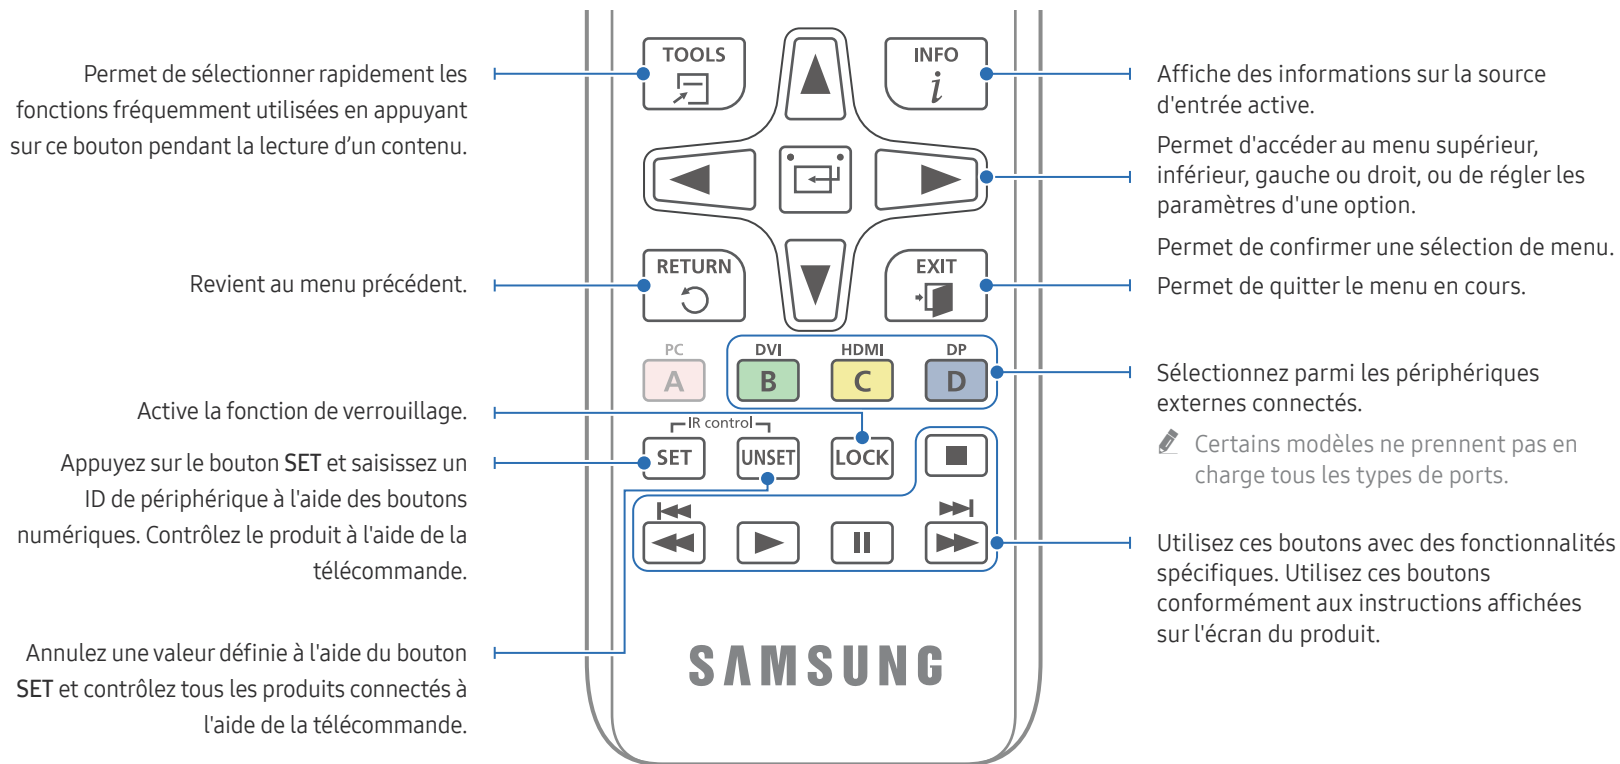 Permet de sélectionner rapidement les
fonctions fréquemment utilisées en appuyant
sur ce bouton pendant la lecture d’un contenu.
Revient au menu précédent.
Active la fonction de verrouillage.
Appuyez sur le bouton SET et saisissez un
ID de périphérique à l'aide des boutons
numériques. Contrôlez le produit à l'aide de la
télécommande.
Annulez une valeur définie à l'aide du bouton
SET et contrôlez tous les produits connectés à
l'aide de la télécommande.
TOOLS
INFO
i
RETURN
EXIT
PC
DVI
HDMI
DP
A
B
C
D
IR control
SET
UNSET
LOCK
SAMSUNG
Affiche des informations sur la source
d'entrée active.
Permet d'accéder au menu supérieur,
inférieur, gauche ou droit, ou de régler les
paramètres d'une option.
Permet de confirmer une sélection de menu.
Permet de quitter le menu en cours.
Sélectionnez parmi les périphériques
externes connectés.
Certains modèles ne prennent pas en
charge tous les types de ports.
Utilisez ces boutons avec des fonctionnalités
spécifiques. Utilisez ces boutons
conformément aux instructions affichées
sur l'écran du produit.